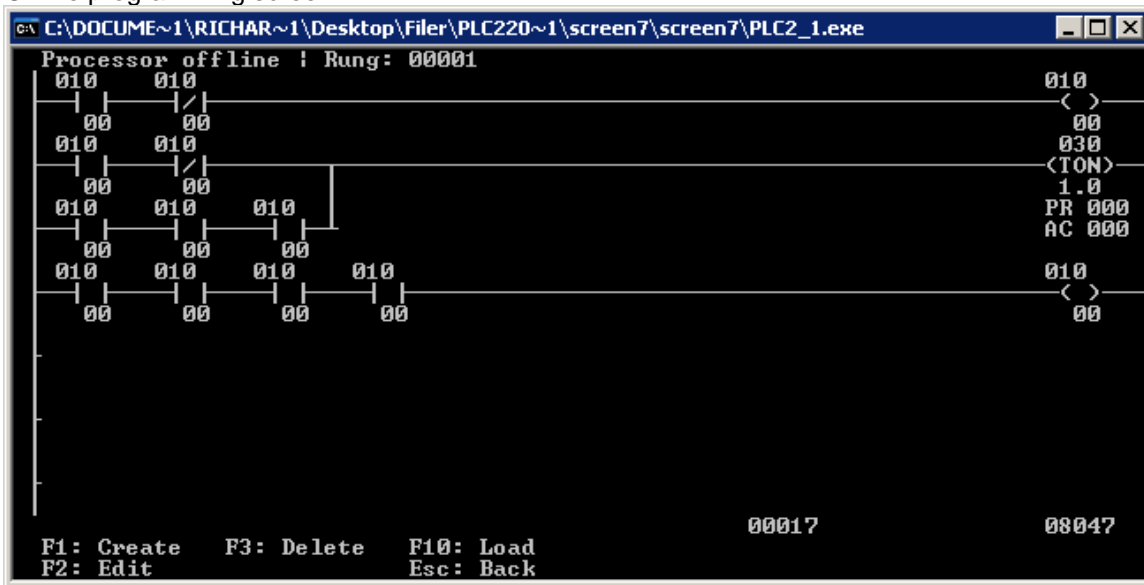 C:\DOCUME~1\RICHAR~1\Desktop\Filer\PLC220~1\screen7\screen7\PLC2_1.exe
Processor offline ¦ Rung: 00001
010 010 010
00 00 00
010 010 030
(TON)
00 00 1.0
010 010 010 PR 000
AC 000
00 00 00
010 010 010 010 010
00 00 00 00 00
00017 08047
F1: Create F3: Delete F10: Load
F2: Edit Esc: Back